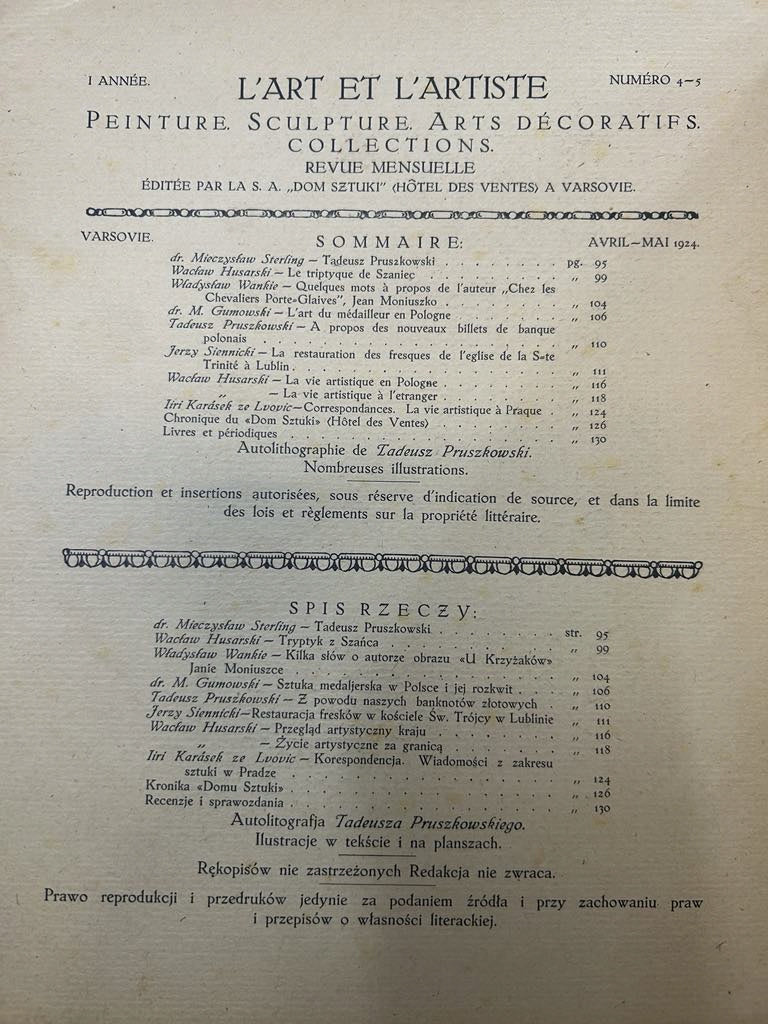 I ANNÉE. L'ART ET L'ARTISTE NUMÉRO 4–5
PEINTURE. SCULPTURE. ARTS DÉCORATIFS.
COLLECTIONS.
REVUE MENSUELLE
ÉDITÉE PAR LA S. A. „DOM SZTUKI" (HÔTEL DES VENTES) A VARSOVIE.
VARSOVIE. SOMMAIRE: AVRIL–MAI 1924.
dr. Mieczysław Sterling – Tadeusz Pruszkowski . . . . . . . . pg. 95
Wacław Husarski – Le triptyque de Szaniec . . . . . . . . „ 99
Władysław Wankie – Quelques mots à propos de l'auteur „Chez les
Chevaliers Porte-Glaives", Jean Moniuszko . . . . . . . „ 104
dr. M. Gumowski – L'art du médailleur en Pologne . . . . . . . „ 106
Tadeusz Pruszkowski – A propos des nouveaux billets de banque
polonais . . . . . . . . . . . . . . „ 110
Jerzy Siennicki – La restauration des fresques de l'eglise de la S-te
Trinité à Lublin . . . . . . . . . . . . . „ 111
Wacław Husarski – La vie artistique en Pologne . . . . . . . „ 116
„ – La vie artistique à l'etranger . . . . . . . „ 118
Iiri Karásek ze Lvovic–Correspondances. La vie artistique à Praque . „ 124
Chronique du «Dom Sztuki» (Hôtel des Ventes) . . . . . . . „ 126
Livres et périodiques . . . . . . . . . . . . „ 130
Autolithographie de Tadeusz Pruszkowski.
Nombreuses illustrations.
Reproduction et insertions autorisées, sous réserve d'indication de source, et dans la limite
des lois et règlements sur la propriété littéraire.
SPIS RZECZY:
dr. Mieczysław Sterling – Tadeusz Pruszkowski . . . . . . . . str. 95
Wacław Husarski – Tryptyk z Szańca . . . . . . . . . . „ 99
Władysław Wankie – Kilka słów o autorze obrazu «U Krzyżaków»
Janie Moniuszce . . . . . . . . . . . . „ 104
dr. M. Gumowski – Sztuka medaljerska w Polsce i jej rozkwit . . . „ 106
Tadeusz Pruszkowski – Z powodu naszych banknotów złotowych . „ 110
Jerzy Siennicki–Restauracja fresków w kościele Św. Trójcy w Lublinie „ 111
Wacław Husarski – Przegląd artystyczny kraju . . . . . . . „ 116
„ – Życie artystyczne za granicą . . . . . . . „ 118
Iiri Karásek ze Lvovic – Korespondencja. Wiadomości z zakresu
sztuki w Pradze . . . . . . . . . . . . „ 124
Kronika «Domu Sztuki» . . . . . . . . . . . . „ 126
Recenzje i sprawozdania . . . . . . . . . . . . „ 130
Autolitografja Tadeusza Pruszkowskiego.
Ilustracje w tekście i na planszach.
Rękopisów nie zastrzeżonych Redakcja nie zwraca.
Prawo reprodukcji i przedruków jedynie za podaniem źródła i przy zachowaniu praw
i przepisów o własności literackiej.